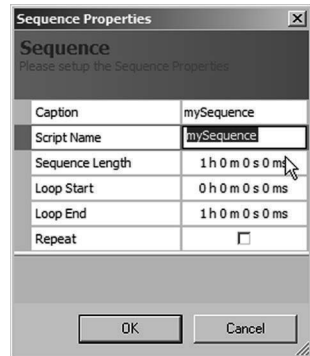 Sequence Properties
Sequence
Please setup the Sequence Properties
Caption mySequence
Script Name mySequence
Sequence Length 1 h 0 m 0 s 0 ms
Loop Start 0 h 0 m 0 s 0 ms
Loop End 1 h 0 m 0 s 0 ms
Repeat
OK Cancel